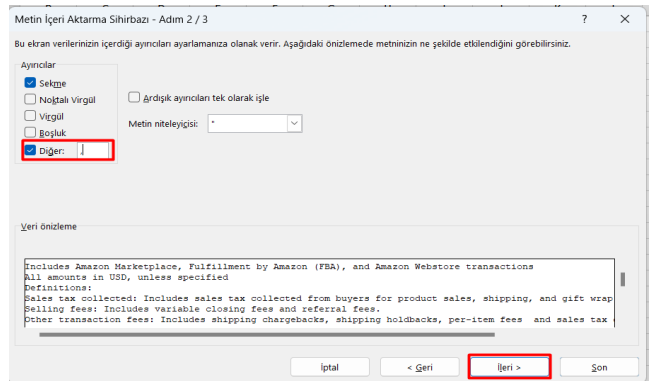 Metin İçeri Aktarma Sihirbazı - Adım 2 / 3
?
Bu ekran verilerinizin içerdiği ayırıcıları ayarlamanıza olanak verir. Aşağıdaki önizlemede metninizin ne şekilde etkilendiğini görebilirsiniz.
Ayırıcılar
Sekme
Noktalı Virgül
Virgül
Boşluk
Diğer:
Ardışık ayırıcıları tek olarak işle
Metin niteleyicisi: "
Veri önizleme
Includes Amazon Marketplace, Fulfillment by Amazon (FBA), and Amazon Webstore transactions
All amounts in USD, unless specified
Definitions:
Sales tax collected: Includes sales tax collected from buyers for product sales, shipping, and gift wrap
Selling fees: Includes variable closing fees and referral fees.
Other transaction fees: Includes shipping chargebacks, shipping holdbacks, per-item fees and sales tax
İptal
< Geri
İleri >
Son